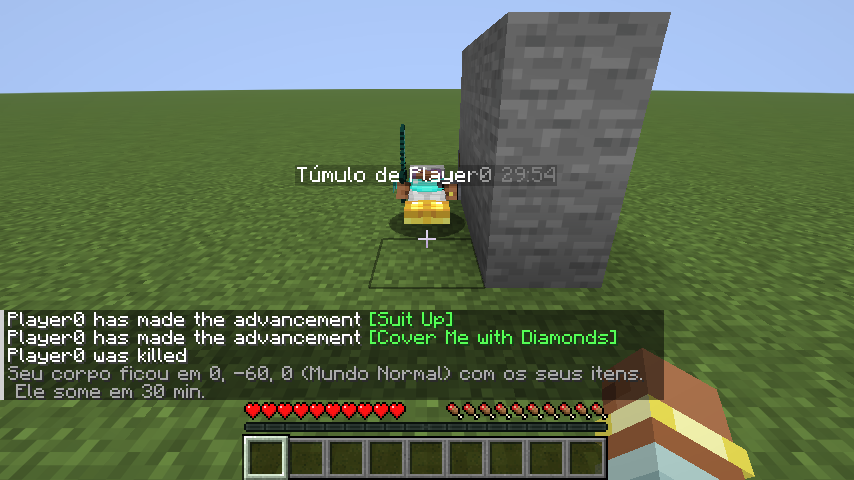 Túmulo de Player0 29:54
Player0 has made the advancement [Suit Up]
Player0 has made the advancement [Cover Me with Diamonds]
Player0 was killed
Seu corpo ficou em 0, -60, 0 (Mundo Normal) com os seus itens.
Ele some em 30 min.